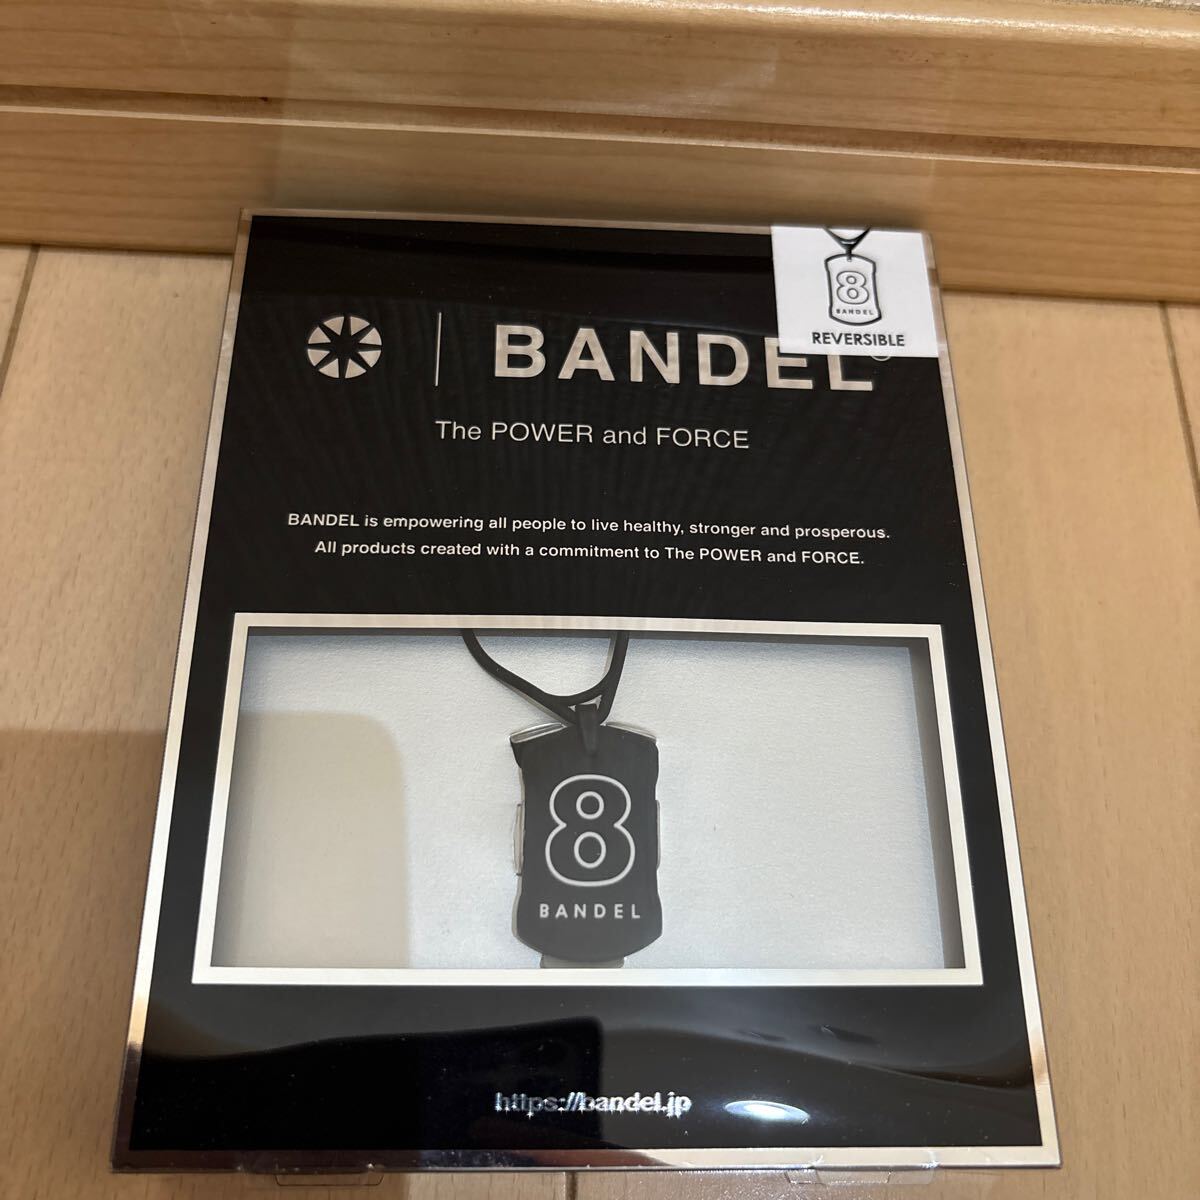 8
BANDEL
REVERSIBLE
BANDEL
The POWER and FORCE
BANDEL is empowering all people to live healthy, stronger and prosperous.
All products created with a commitment to The POWER and FORCE.
8
BANDEL
https://bandel.jp